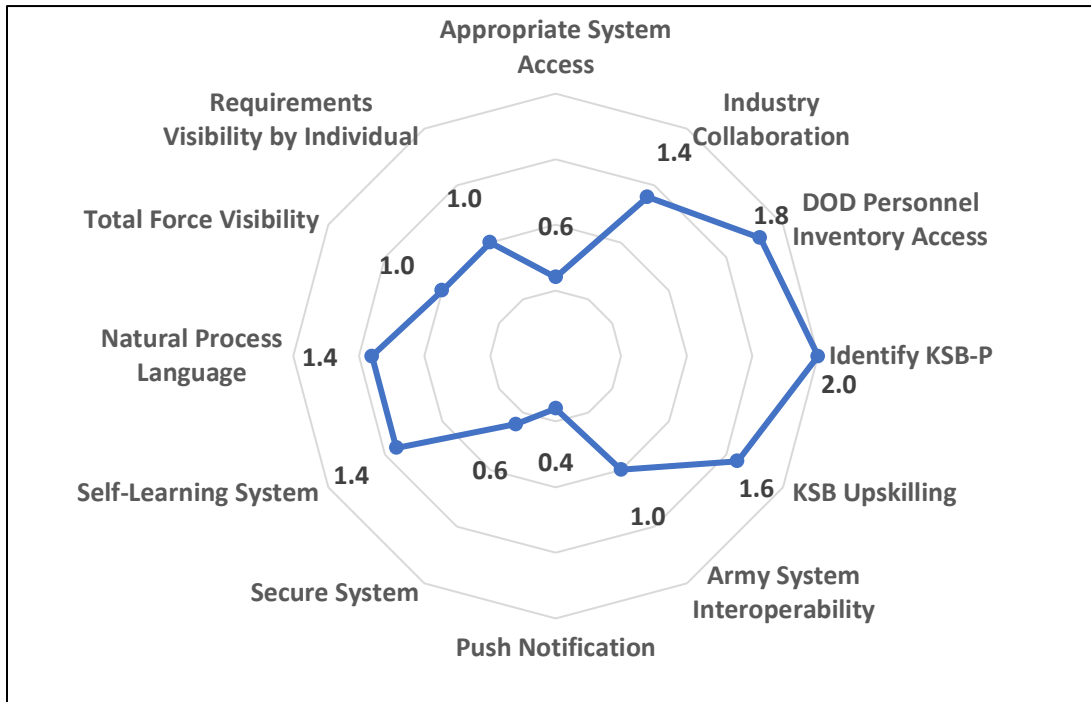 Appropriate System
Access
Requirements
Visibility by Individual
Industry
Collaboration
1.4
1.0
0.6
Total Force Visibility
1.8
DOD Personnel
Inventory Access
1.0
Natural Process
Language
1.4
Identify KSB-P
2.0
Self-Learning System
1.4
0.6
0.4
1.6
KSB Upskilling
1.0
Secure System
Army System
Interoperability
Push Notification